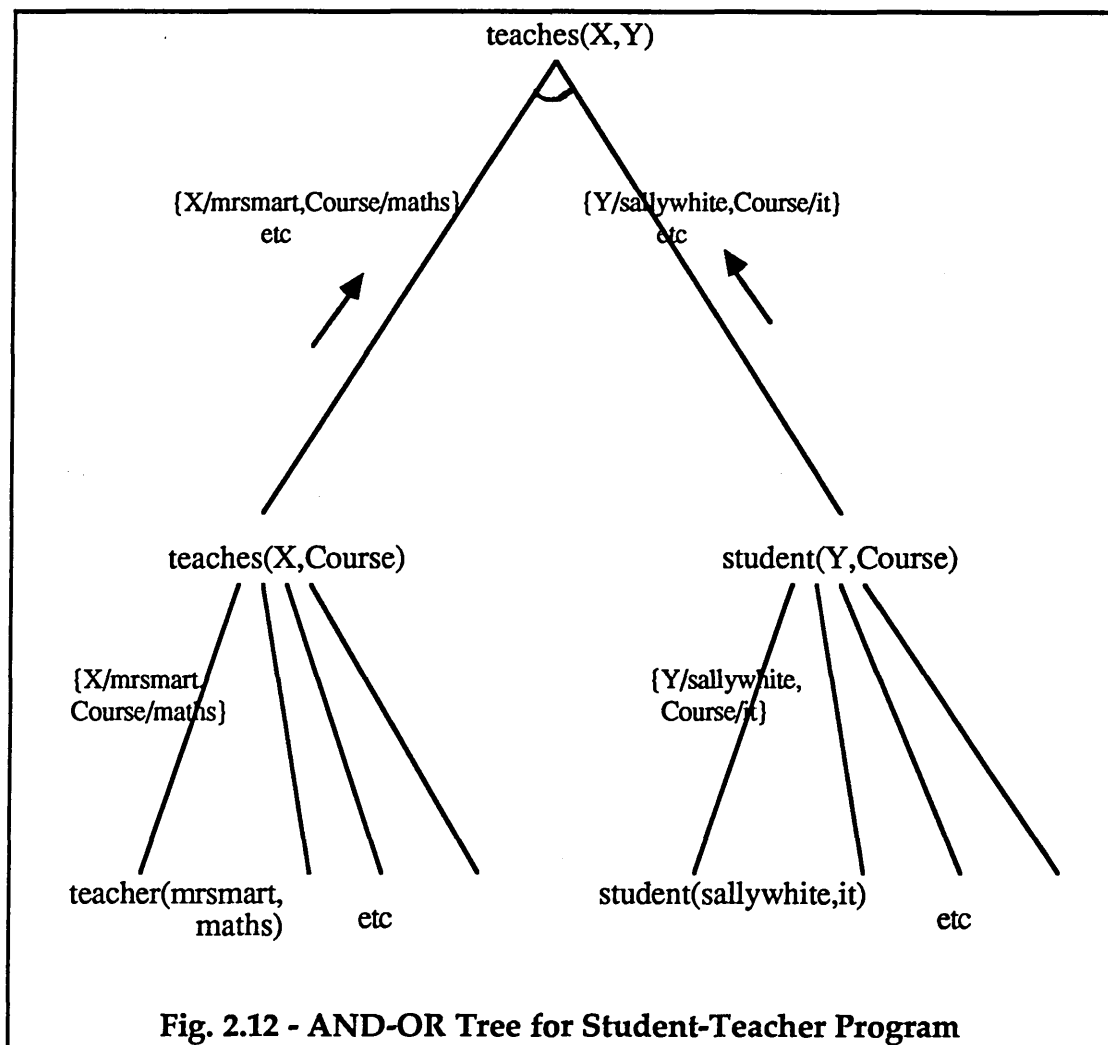 teaches(X,Y)
{X/mrsmart,Course/maths}
etc
{Y/sallywhite,Course/it}
etc
teaches(X,Course)
student(Y,Course)
{X/mrsmart,
Course/maths}
{Y/sallywhite,
Course/it}
teacher(mrsmart,
maths)
etc
student(sallywhite,it)
etc
Fig. 2.12 - AND-OR Tree for Student-Teacher Program